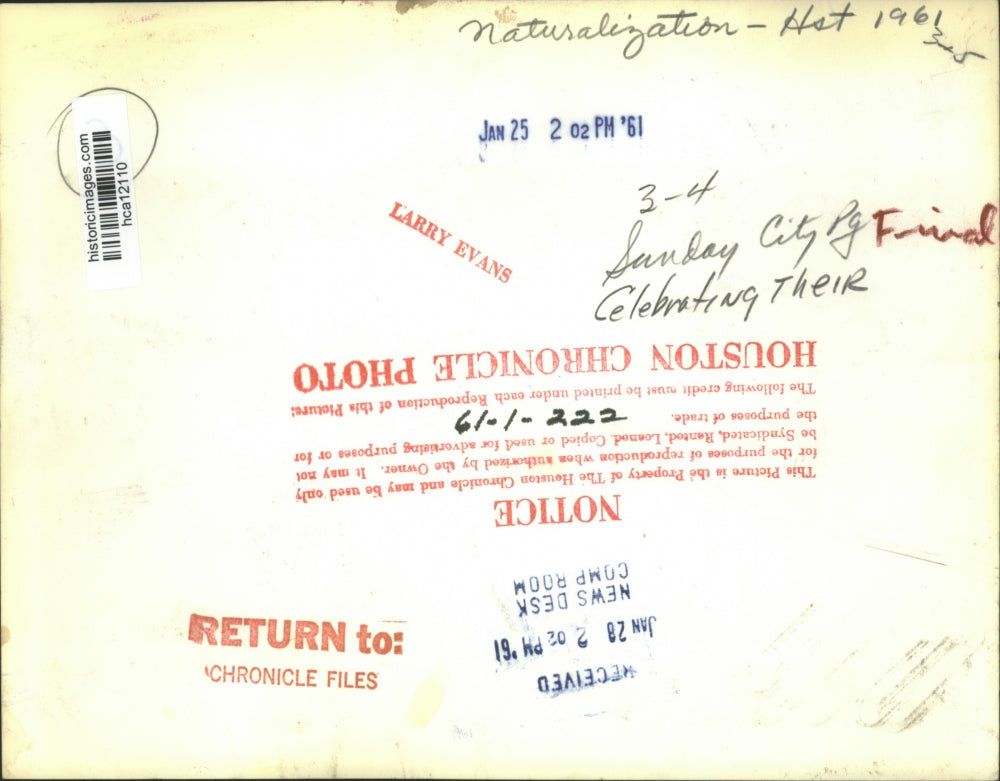 Naturalization - Hst 1961
3-5
historicimages.com
hca12110
JAN 25 2 02 PM '61
LARRY EVANS
3-4
Sunday City Pg Final
Celebrating TheiR
NOTICE
This Picture is the Property of The Houston Chronicle and may be used only
for the purposes of reproduction when authorized by the Owner. It may not
be Syndicated, Rented, Loaned, Copied or used for advertising purposes or for
the purposes of trade.
61-1-222
The following credit must be printed under each Reproduction of this Picture:
HOUSTON CHRONICLE PHOTO
RECEIVED
JAN 28 2 02 PM '61
NEWS DESK
COMP ROOM
RETURN to:
CHRONICLE FILES